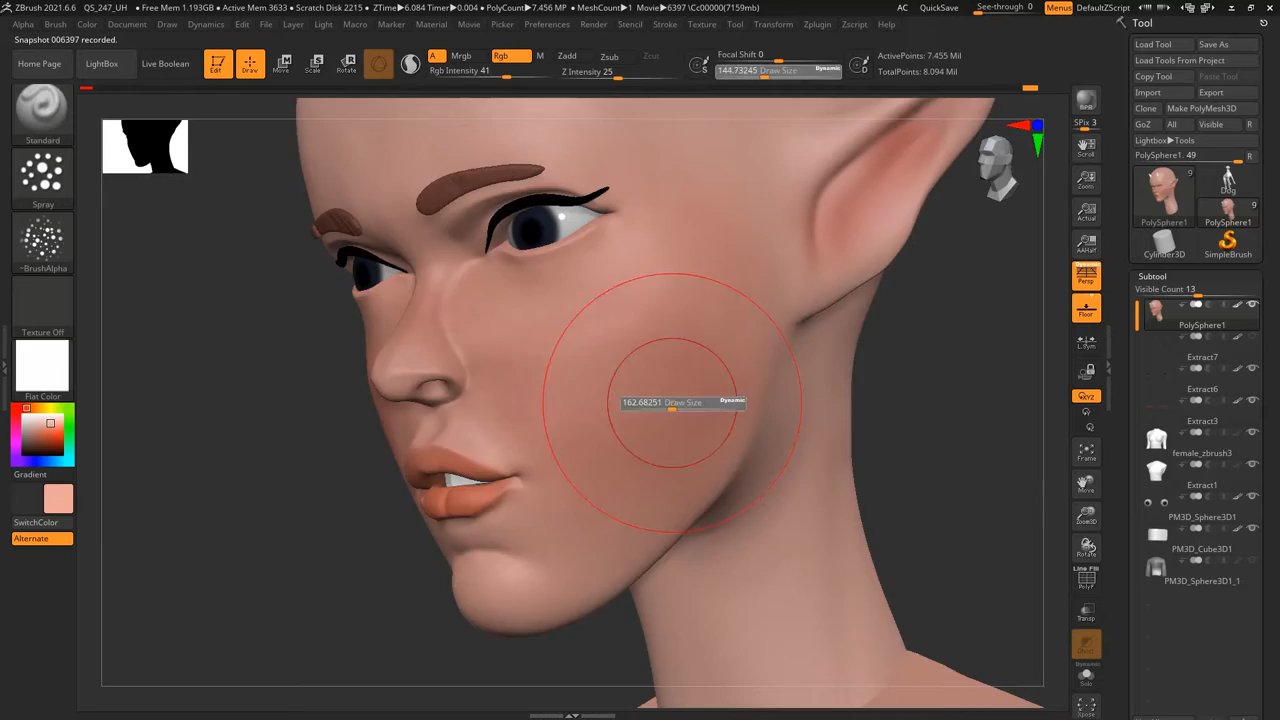 ZBrush 2021.6.6 QS_247_UH • Free Mem 1.193GB • Active Mem 3633 • Scratch Disk 2215 • ZTime▶6.084 Timer▶0.004 • PolyCount▶7.456 MP • MeshCount▶1 Movie▶6397 \Cc00000(7159mb) AC QuickSave See-through 0 Menus DefaultZScript
Alpha Brush Color Document Draw Dynamics Edit File Layer Light Macro Marker Material Movie Picker Preferences Render Stencil Stroke Texture Tool Transform Zplugin Zscript Help
Snapshot 006397 recorded.
Home Page LightBox Live Boolean Edit Draw Move Scale Rotate
A Mrgb Rgb M Zadd Zsub Zcut
Rgb Intensity 41 Z Intensity 25
S Focal Shift 0 D
144.73245 Draw Size Dynamic
ActivePoints: 7.455 Mil
TotalPoints: 8.094 Mil
Standard
Spray
~BrushAlpha
Texture Off
Flat Color
Gradient
SwitchColor
Alternate
162.68251 Draw Size Dynamic
BPR
SPix 3
Scroll
Zoom
Actual
AAHalf
Dynamic
Persp
Floor
L.Sym
XYZ
Frame
Move
Zoom3D
Rotate
Line Fill
PolyF
Transp
Dynamic
Solo
Xpose
Tool
Load Tool Save As
Load Tools From Project
Copy Tool Paste Tool
Import Export
Clone Make PolyMesh3D
GoZ All Visible R
Lightbox▶Tools
PolySphere1. 49 R
9
Dog
9
PolySphere1 PolySphere1
Cylinder3D SimpleBrush
Subtool
Visible Count 13
PolySphere1
Extract7
Extract6
Extract3
female_zbrush3
Extract1
PM3D_Sphere3D1
PM3D_Cube3D1
PM3D_Sphere3D1_1